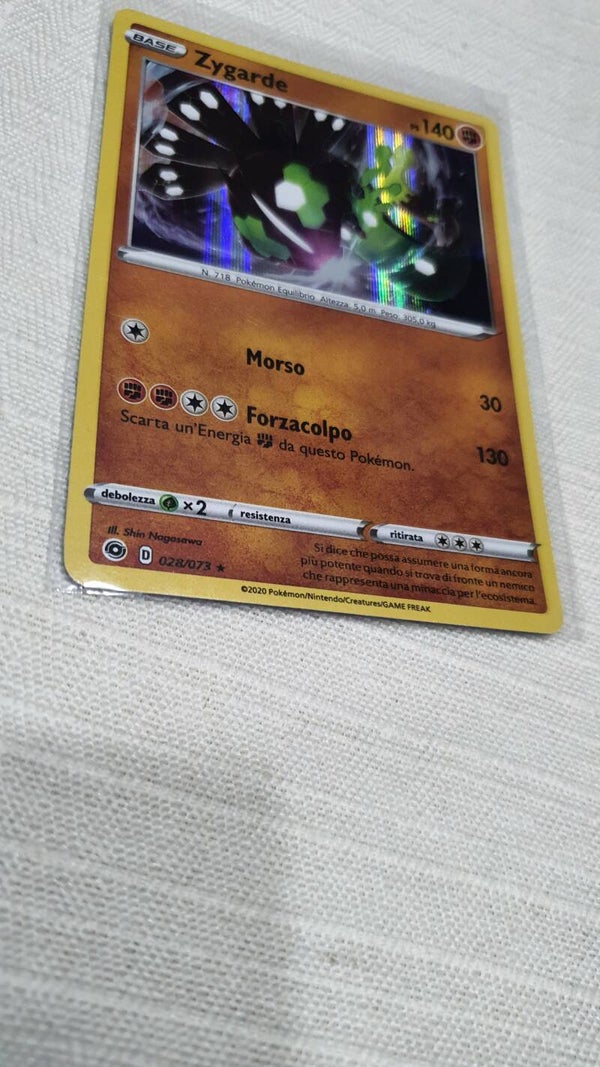 BASE
Zygarde
PS 140
N. 718 Pokémon Equilibrio Altezza 5,0 m Peso 305,0 kg
Morso 30
Forzacolpo 130
Scarta un'Energia da questo Pokémon.
debolezza ×2 resistenza ritirata
Ill. Shin Nagasawa
D 028/073 ★
Si dice che possa assumere una forma ancora
più potente quando si trova di fronte un nemico
che rappresenta una minaccia per l'ecosistema.
©2020 Pokémon/Nintendo/Creatures/GAME FREAK